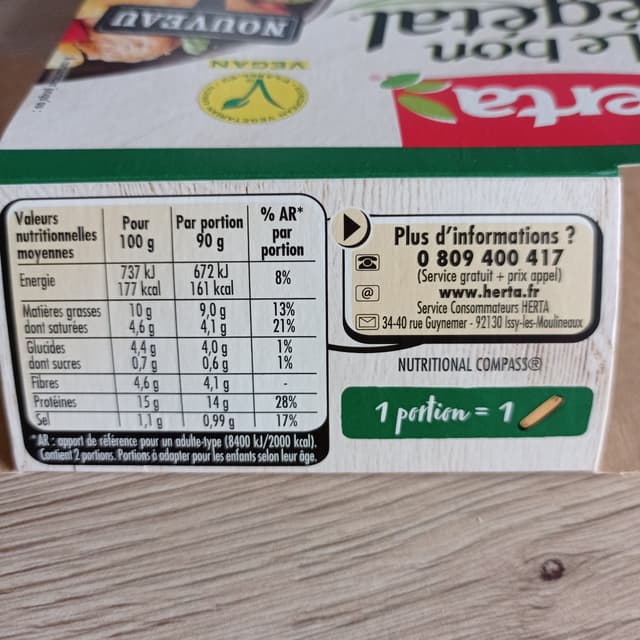 NOUVEAU
Le bon
végétal
VEGAN
erta
Valeurs nutritionnelles moyennes | Pour 100 g | Par portion 90 g | % AR* par portion
Energie | 737 kJ 177 kcal | 672 kJ 161 kcal | 8%
Matières grasses | 10 g | 9,0 g | 13%
dont saturées | 4,6 g | 4,1 g | 21%
Glucides | 4,4 g | 4,0 g | 1%
dont sucres | 0,7 g | 0,6 g | 1%
Fibres | 4,6 g | 4,1 g | -
Protéines | 15 g | 14 g | 28%
Sel | 1,1 g | 0,99 g | 17%
*AR : apport de référence pour un adulte-type (8400 kJ/2000 kcal).
Contient 2 portions. Portions à adapter pour les enfants selon leur âge.
Plus d'informations ?
0 809 400 417
(Service gratuit + prix appel)
@ www.herta.fr
Service Consommateurs HERTA
34-40 rue Guynemer - 92130 Issy-les-Moulineaux
NUTRITIONAL COMPASS®
1 portion = 1